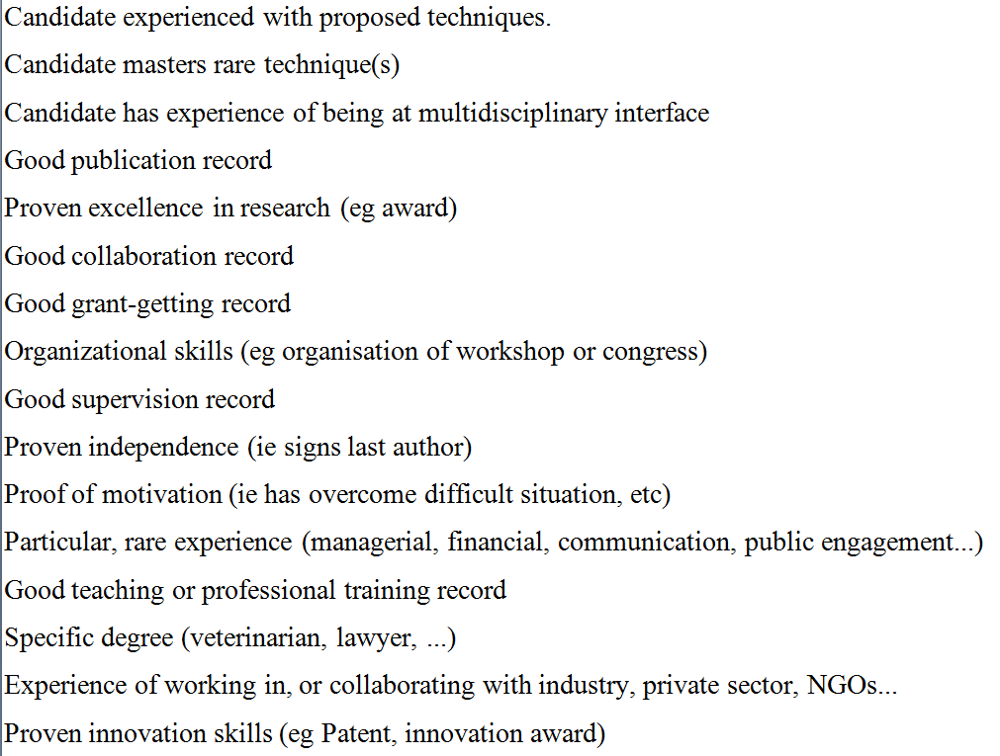 Candidate experienced with proposed techniques.
Candidate masters rare technique(s)
Candidate has experience of being at multidisciplinary interface
Good publication record
Proven excellence in research (eg award)
Good collaboration record
Good grant-getting record
Organizational skills (eg organisation of workshop or congress)
Good supervision record
Proven independence (ie signs last author)
Proof of motivation (ie has overcome difficult situation, etc)
Particular, rare experience (managerial, financial, communication, public engagement...)
Good teaching or professional training record
Specific degree (veterinarian, lawyer, ...)
Experience of working in, or collaborating with industry, private sector, NGOs...
Proven innovation skills (eg Patent, innovation award)